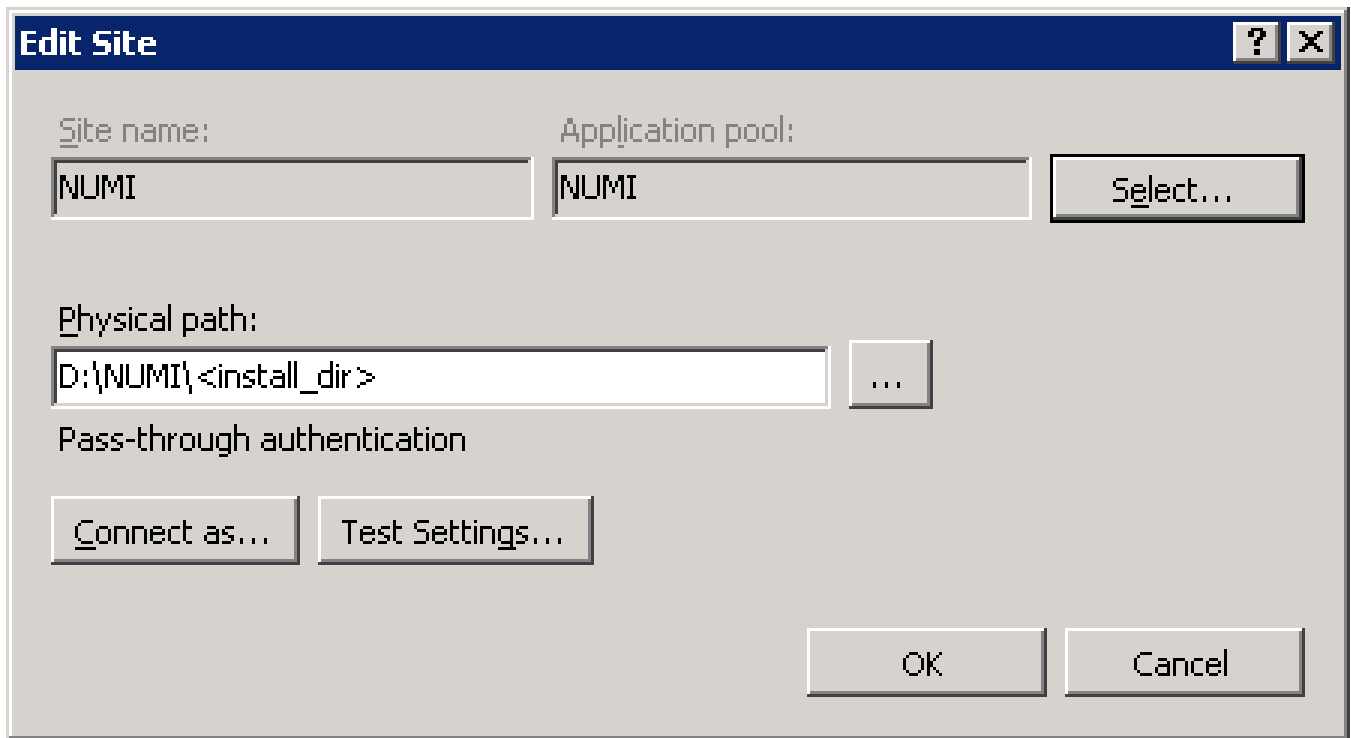 Edit Site
Site name: Application pool:
NUMI NUMI Select...
Physical path:
D:\NUMI\<install_dir> ...
Pass-through authentication
Connect as... Test Settings...
OK Cancel